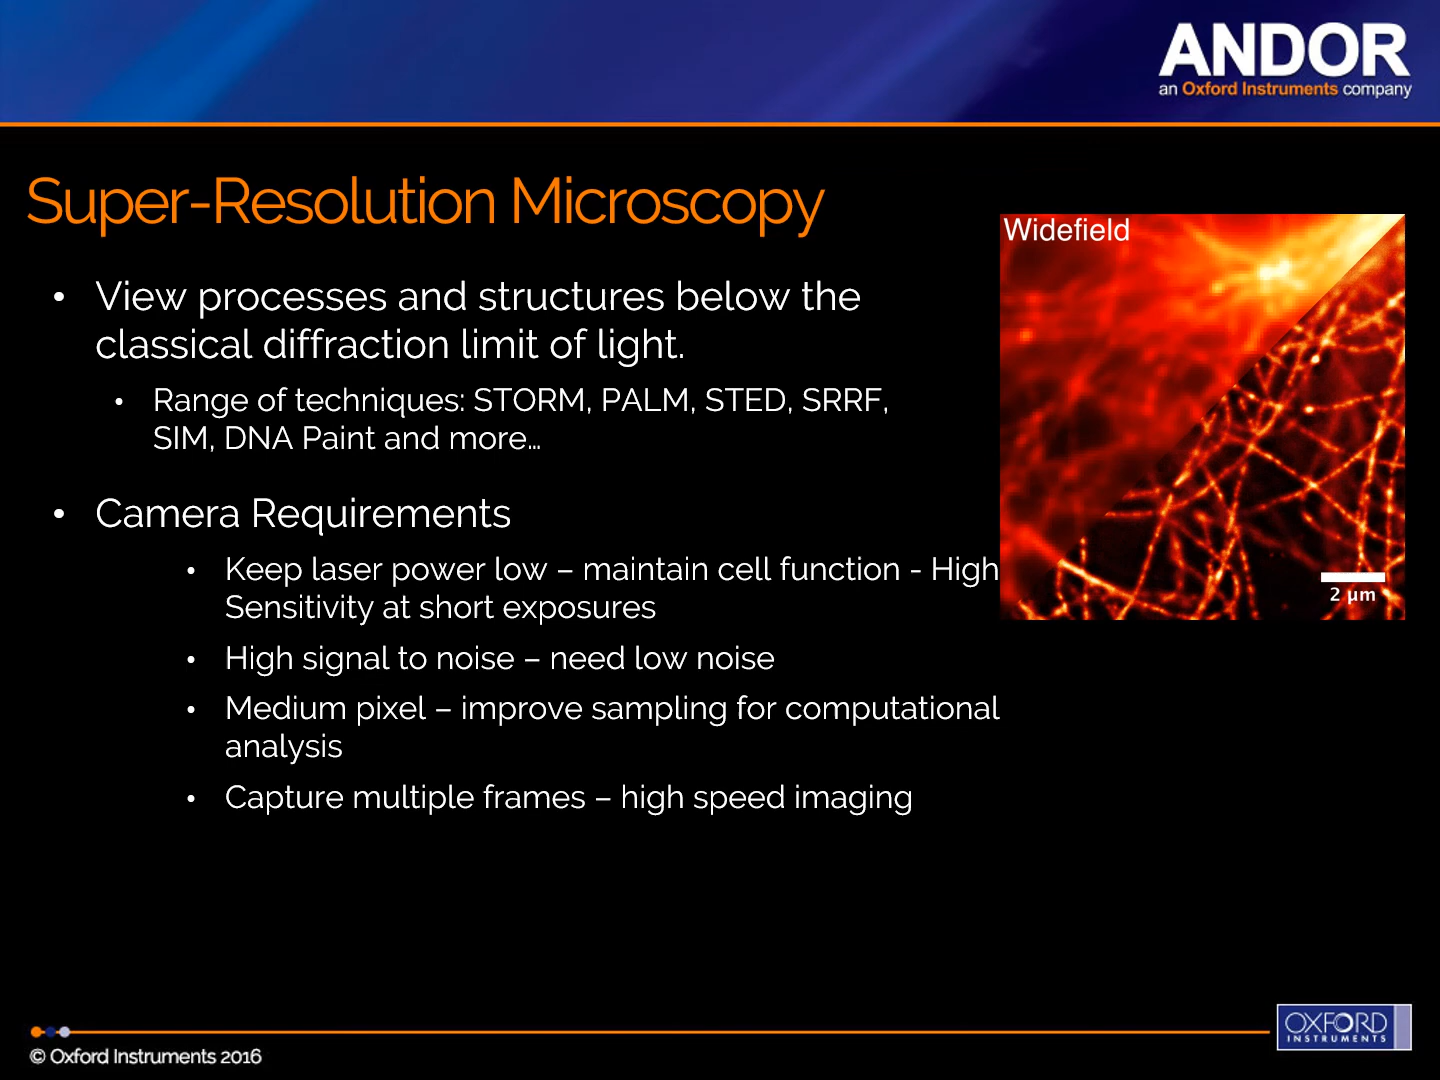 ANDOR
an Oxford Instruments company
Super-Resolution Microscopy
• View processes and structures below the
classical diffraction limit of light.
• Range of techniques: STORM, PALM, STED, SRRF,
SIM, DNA Paint and more…
• Camera Requirements
• Keep laser power low – maintain cell function - High
Sensitivity at short exposures
• High signal to noise – need low noise
• Medium pixel – improve sampling for computational
analysis
• Capture multiple frames – high speed imaging
Widefield
2 µm
© Oxford Instruments 2016
OXFORD
INSTRUMENTS